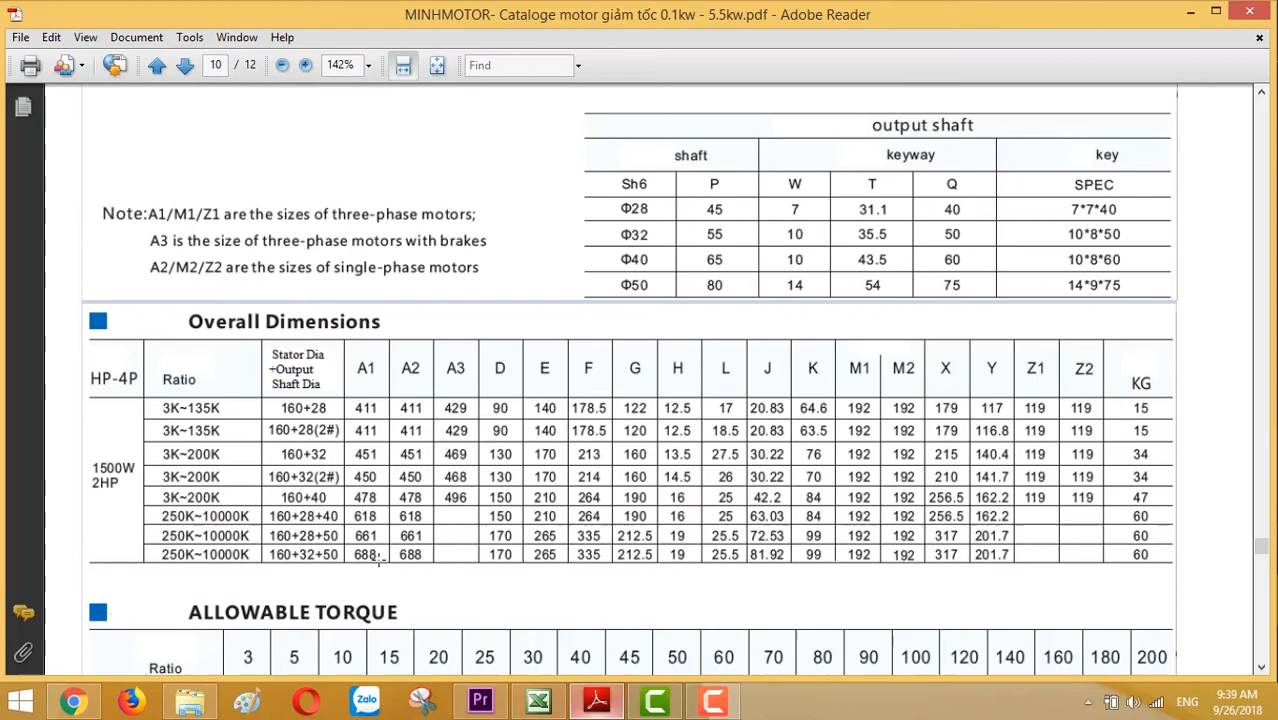 MINHMOTOR- Cataloge motor giảm tốc 0.1kw - 5.5kw.pdf - Adobe Reader
File Edit View Document Tools Window Help
10 / 12 142% Find
output shaft
shaft keyway key
Sh6 P W T Q SPEC
Φ28 45 7 31.1 40 7*7*40
Φ32 55 10 35.5 50 10*8*50
Φ40 65 10 43.5 60 10*8*60
Φ50 80 14 54 75 14*9*75
Note:A1/M1/Z1 are the sizes of three-phase motors;
A3 is the size of three-phase motors with brakes
A2/M2/Z2 are the sizes of single-phase motors
Overall Dimensions
HP-4P Ratio Stator Dia +Output Shaft Dia A1 A2 A3 D E F G H L J K M1 M2 X Y Z1 Z2 KG
1500W 2HP
3K~135K 160+28 411 411 429 90 140 178.5 122 12.5 17 20.83 64.6 192 192 179 117 119 119 15
3K~135K 160+28(2#) 411 411 429 90 140 178.5 120 12.5 18.5 20.83 63.5 192 192 179 116.8 119 119 15
3K~200K 160+32 451 451 469 130 170 213 160 13.5 27.5 30.22 76 192 192 215 140.4 119 119 34
3K~200K 160+32(2#) 450 450 468 130 170 214 160 14.5 26 30.22 70 192 192 217 141.7 119 119 34
3K~200K 160+40 478 478 496 150 210 264 190 16 25 42.2 84 192 192 256.5 162.2 119 119 47
250K~10000K 160+28+40 618 618 150 210 264 190 16 25 63.03 84 192 192 256.5 162.2 60
250K~10000K 160+28+50 661 661 170 265 335 212.5 19 25.5 72.53 99 192 192 317 201.7 60
250K~10000K 160+32+50 688 688 170 265 335 212.5 19 25.5 81.92 99 192 192 317 201.7 60
ALLOWABLE TORQUE
Ratio 3 5 10 15 20 25 30 40 45 50 60 70 80 90 100 120 140 160 180 200
Zalo Pr ENG 9:39 AM
9/26/2018